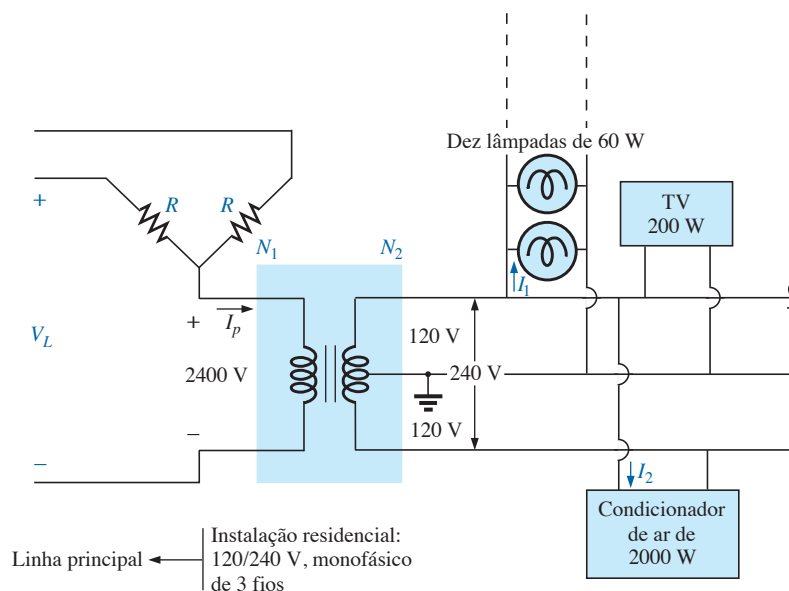 Dez lâmpadas de 60 W
TV
200 W
+
R
R
N1
N2
I1
+
Ip
120 V
VL
2400 V
240 V
120 V
–
–
I2
Condicionador
de ar de
2000 W
Linha principal
Instalação residencial:
120/240 V, monofásico
de 3 fios